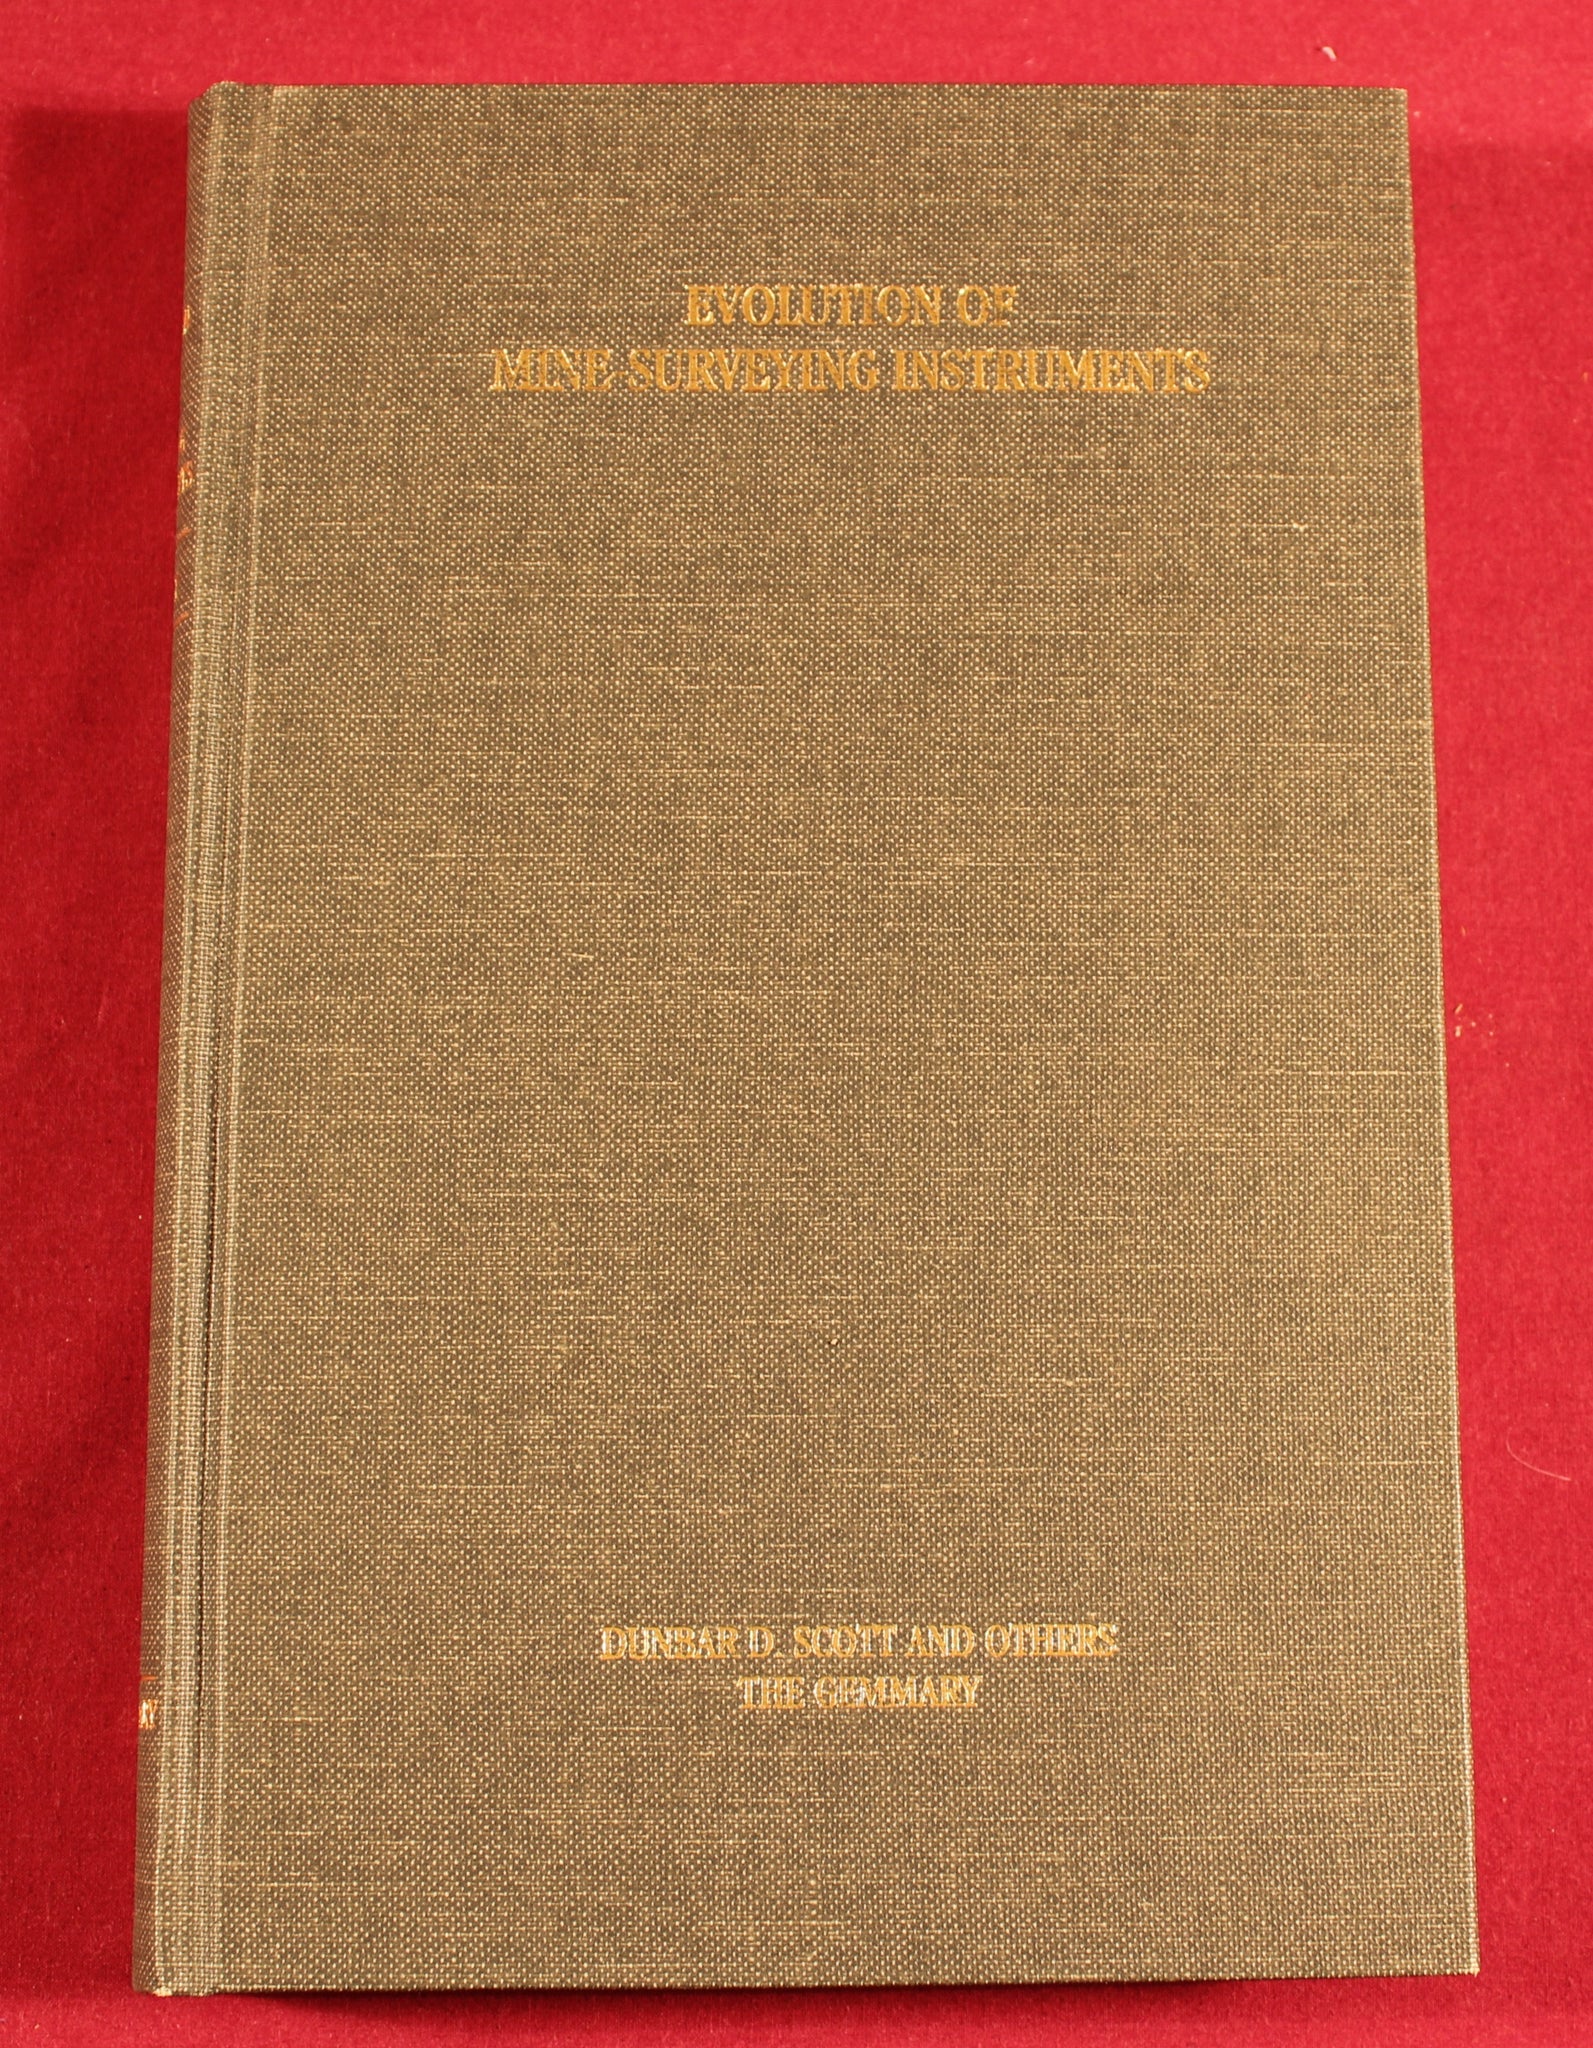 EVOLUTION OF
MINE-SURVEYING INSTRUMENTS
DUNBAR D. SCOTT AND OTHERS
THE GEMMARY